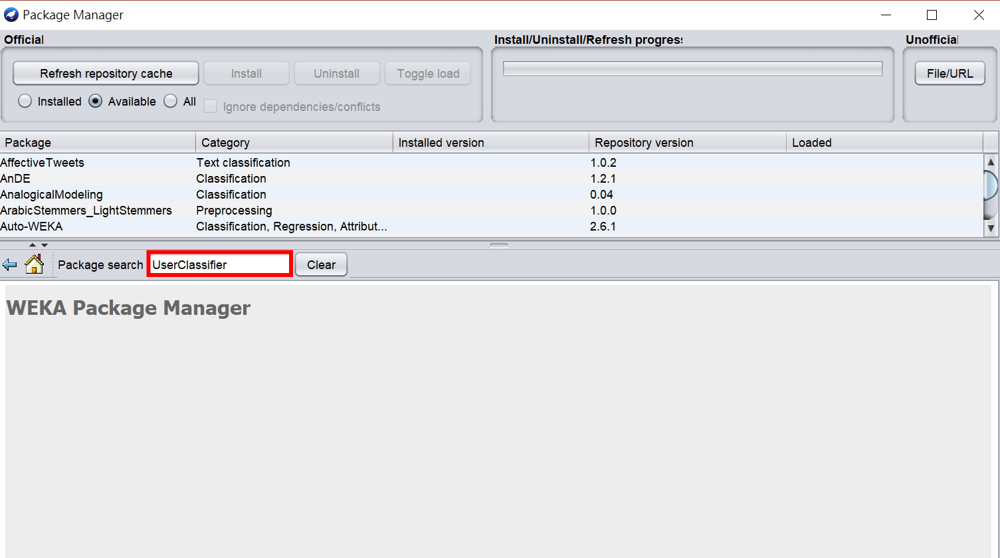 Package Manager
Official Install/Uninstall/Refresh progress Unofficial
Refresh repository cache Install Uninstall Toggle load File/URL
Installed Available All Ignore dependencies/conflicts
Package Category Installed version Repository version Loaded
AffectiveTweets Text classification 1.0.2
AnDE Classification 1.2.1
AnalogicalModeling Classification 0.04
ArabicStemmers_LightStemmers Preprocessing 1.0.0
Auto-WEKA Classification, Regression, Attribut... 2.6.1
Package search UserClassifier Clear
WEKA Package Manager